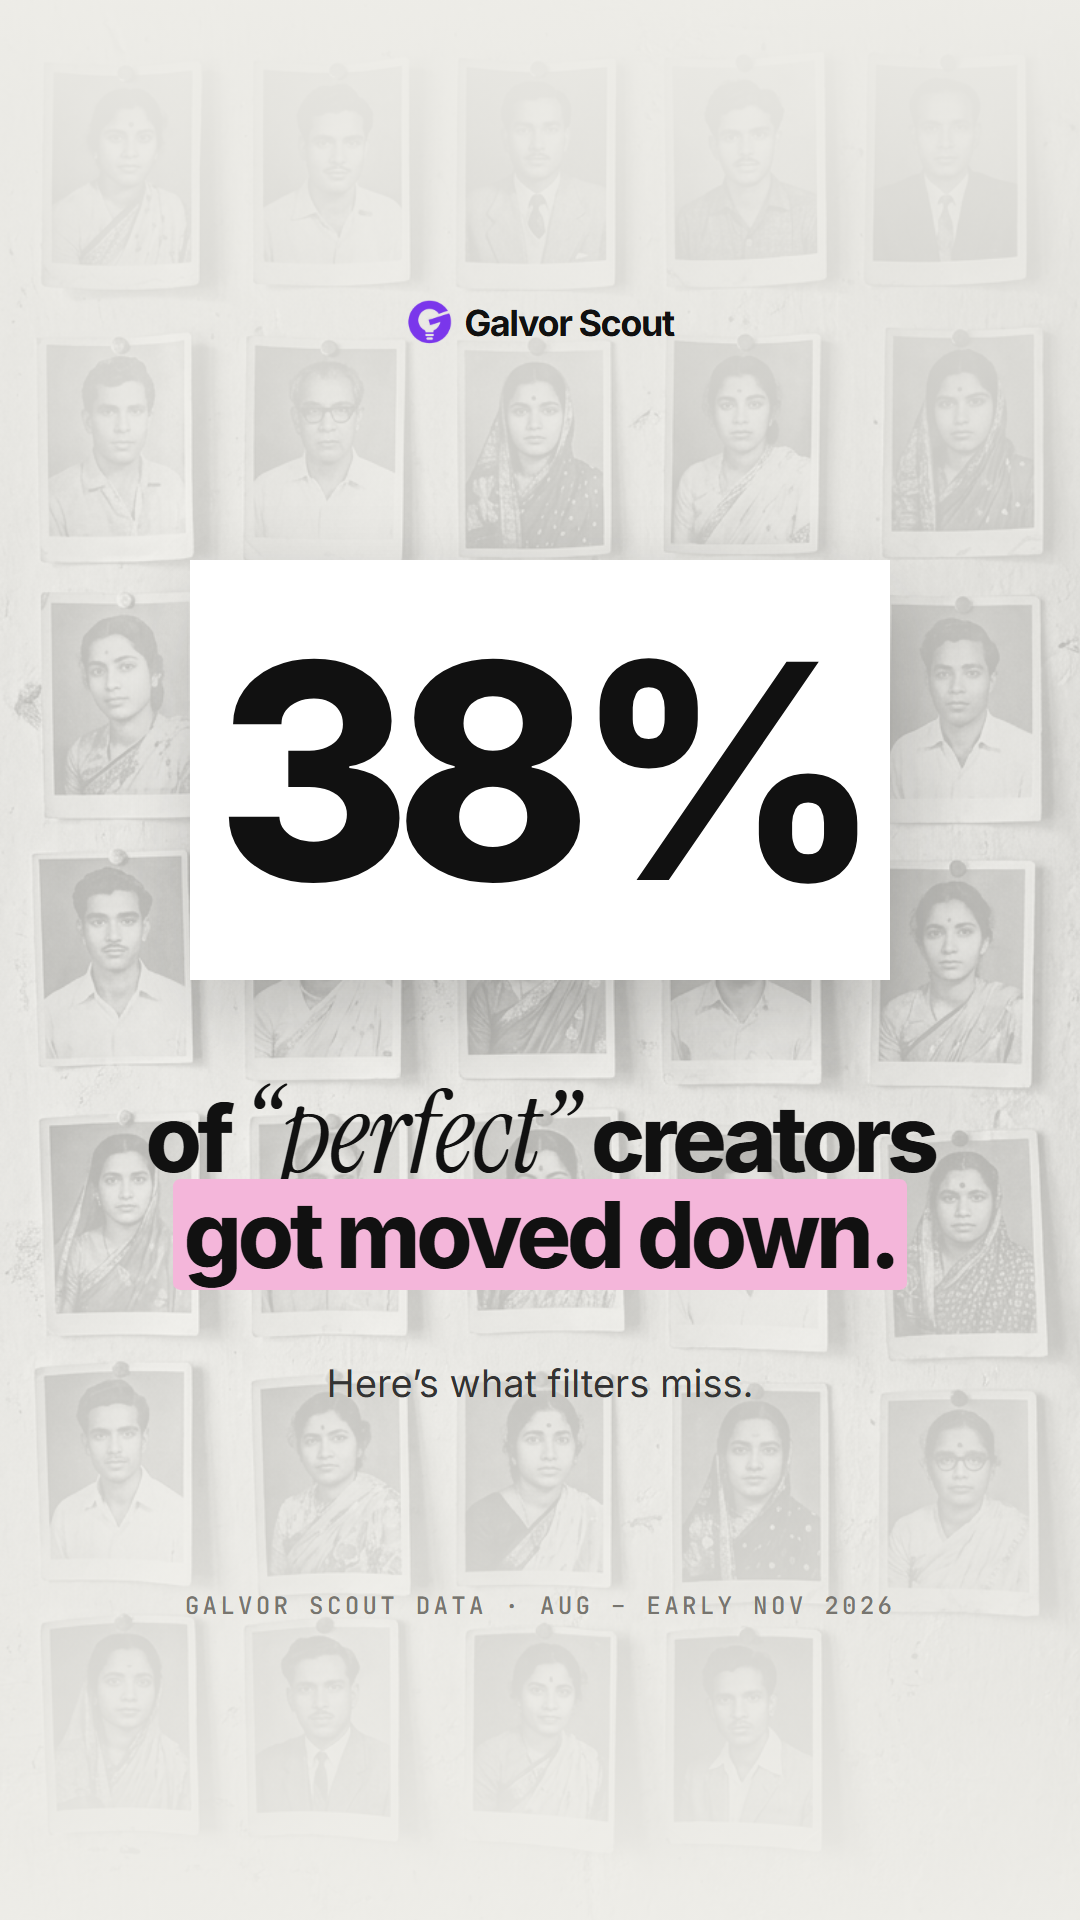 Galvor Scout
38%
of “perfect” creators
got moved down.
Here’s what filters miss.
GALVOR SCOUT DATA · AUG – EARLY NOV 2026